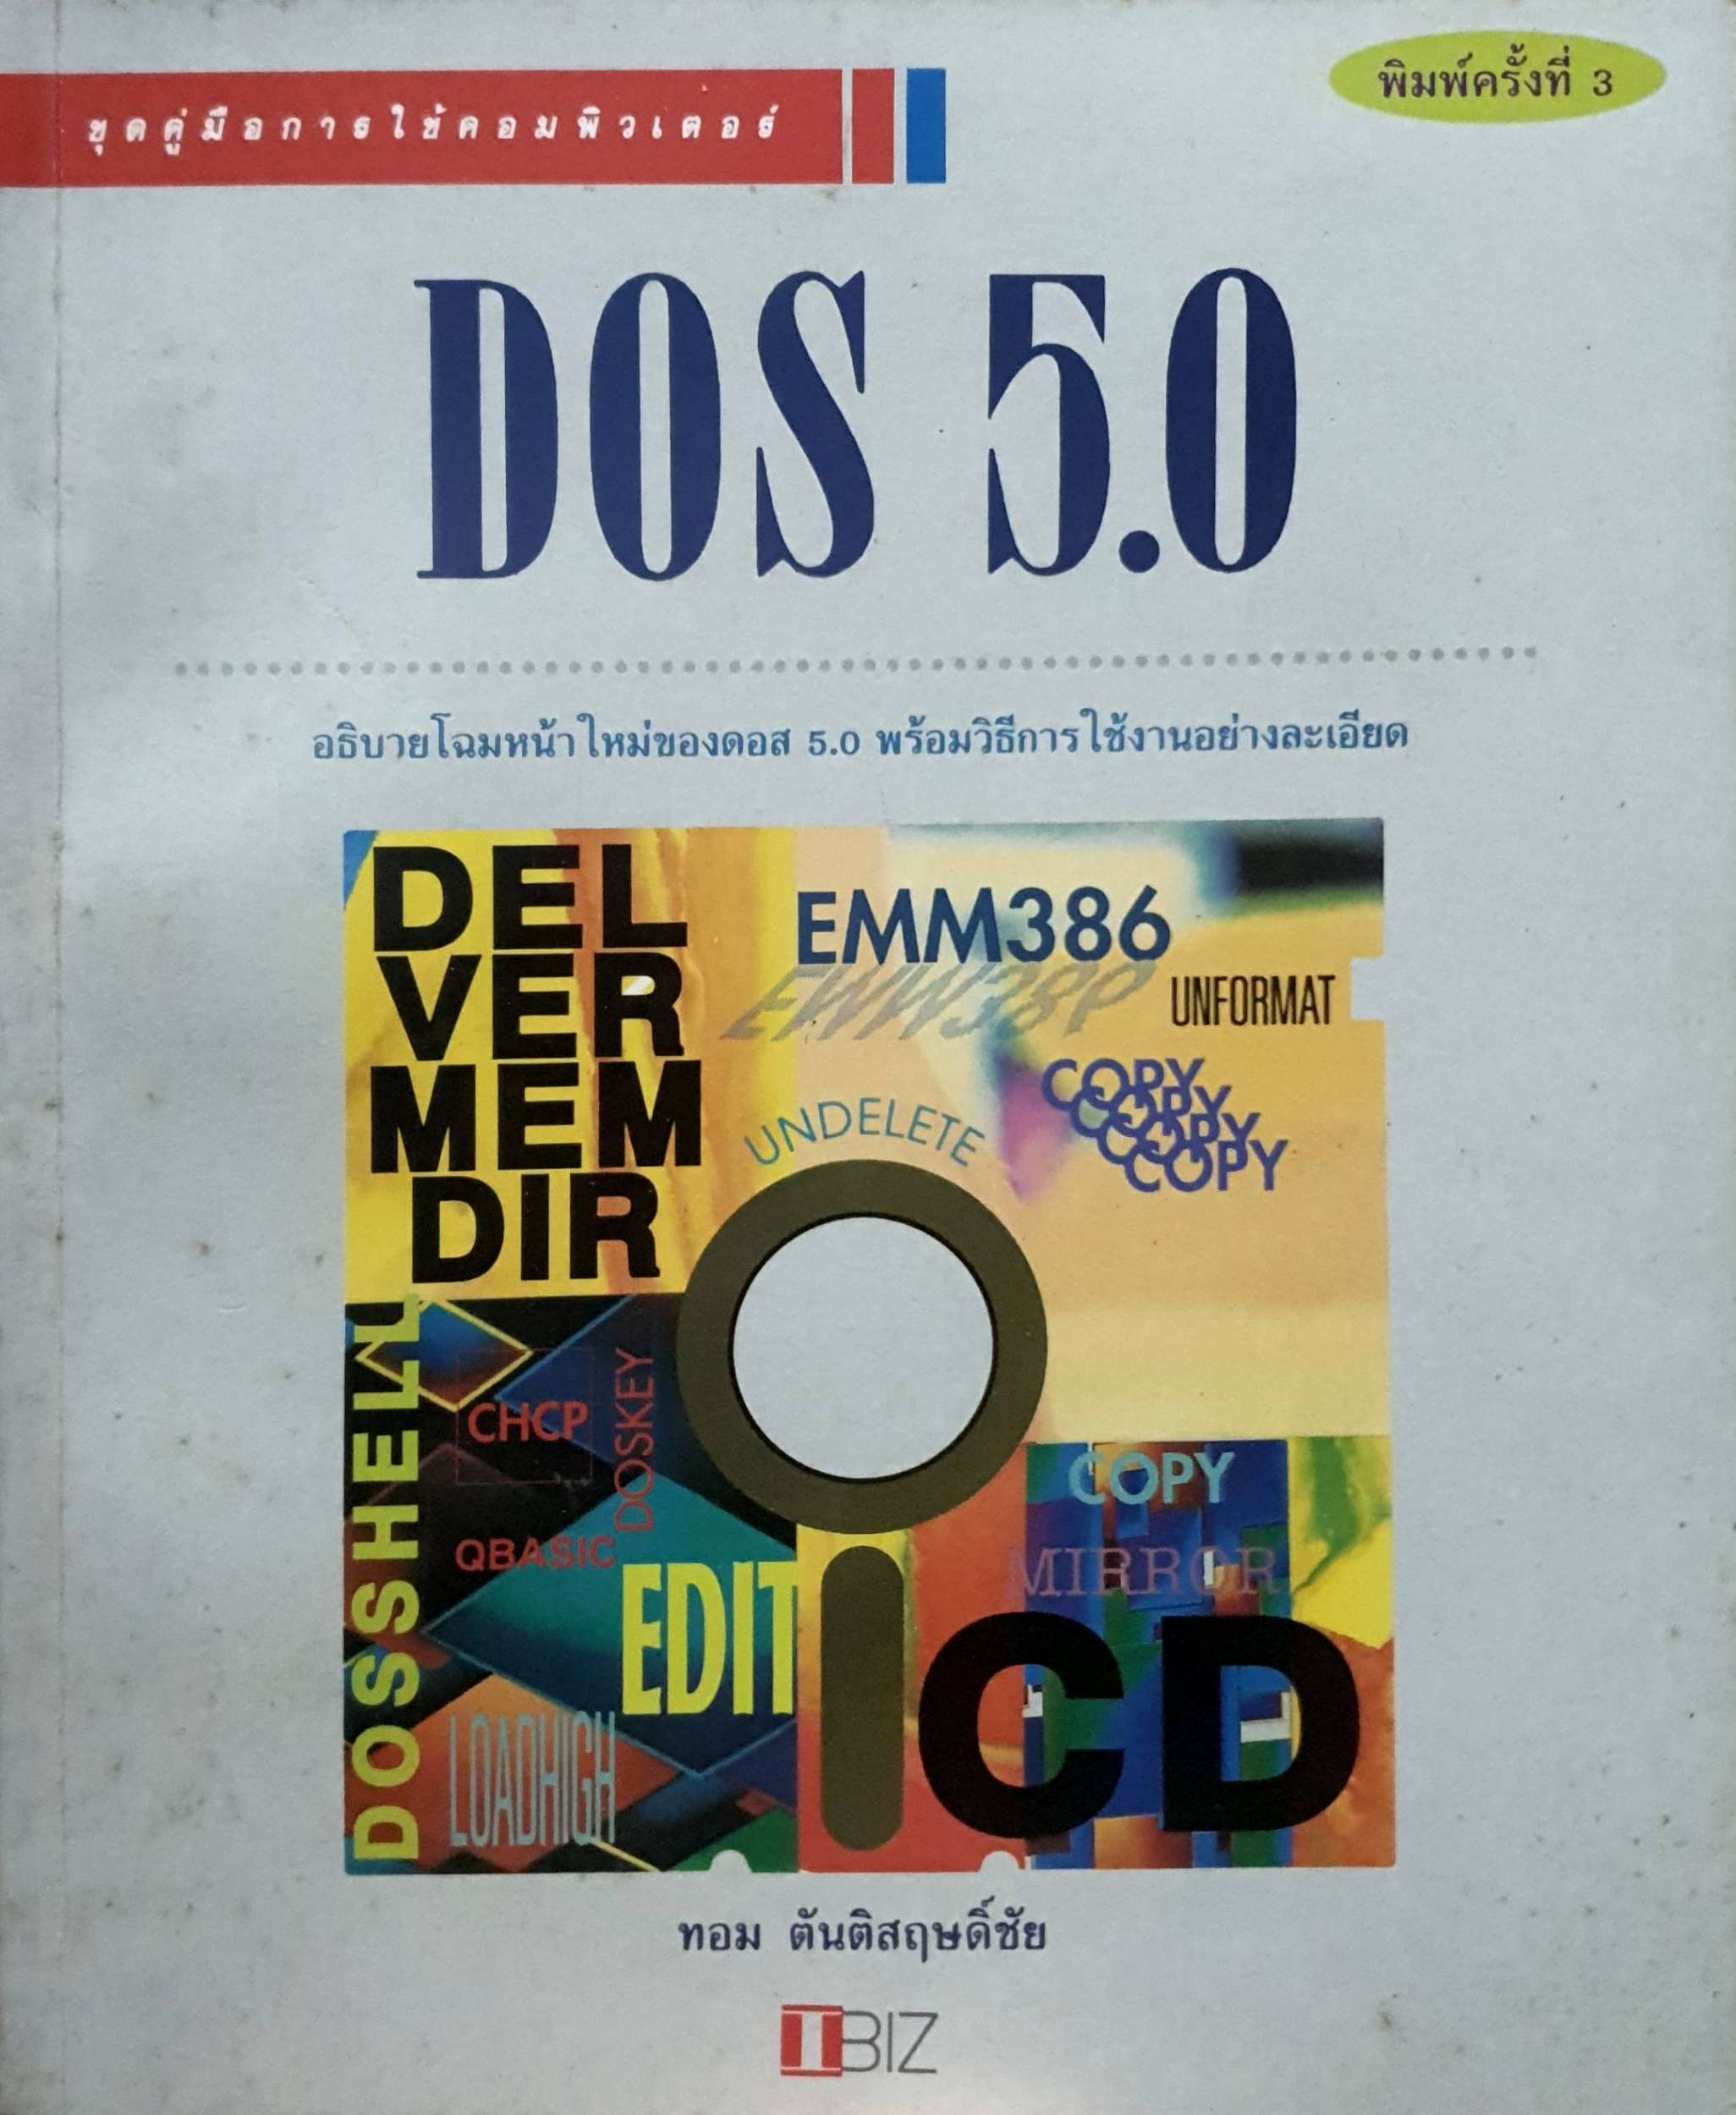 พิมพ์ครั้งที่ 3
ชุดคู่มือการใช้คอมพิวเตอร์
DOS 5.0
อธิบายโฉมหน้าใหม่ของดอส 5.0 พร้อมวิธีการใช้งานอย่างละเอียด
DEL
VER
MEM
DIR
EMM386
EMM386
UNFORMAT
COPY
COPY
COPY
COPY
UNDELETE
DOSSHELL
CHCP
DOSKEY
QBASIC
EDIT
LOADHIGH
COPY
MIRROR
CD
ทอม ตันติสฤษดิ์ชัย
ITBIZ